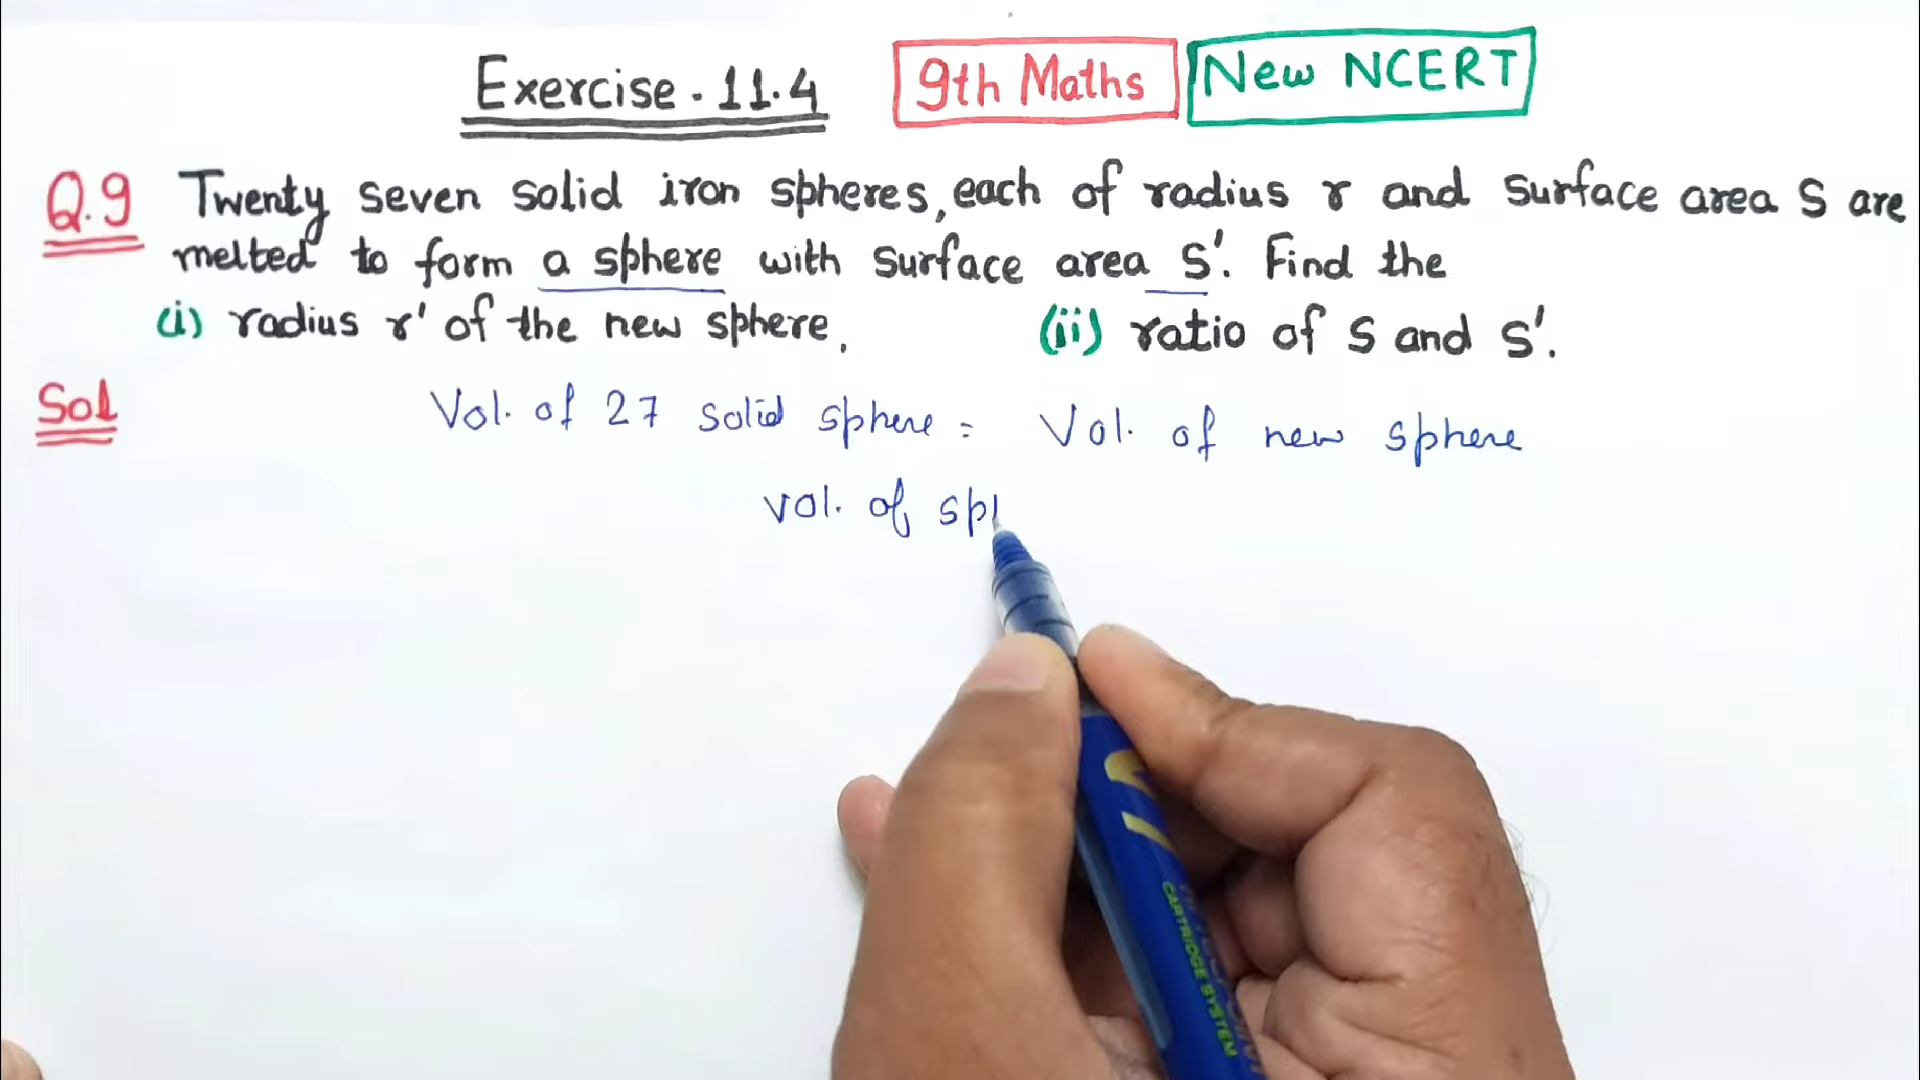 Exercise. 11.4 9th Maths New NCERT
Q.9 Twenty seven solid iron spheres, each of radius r and surface area S are
melted to form a sphere with surface area S'. Find the
(i) radius r' of the new sphere. (ii) ratio of S and S'.
Sol Vol. of 27 solid sphere = Vol. of new sphere
vol. of sp
CARTRIDGE SYSTEM